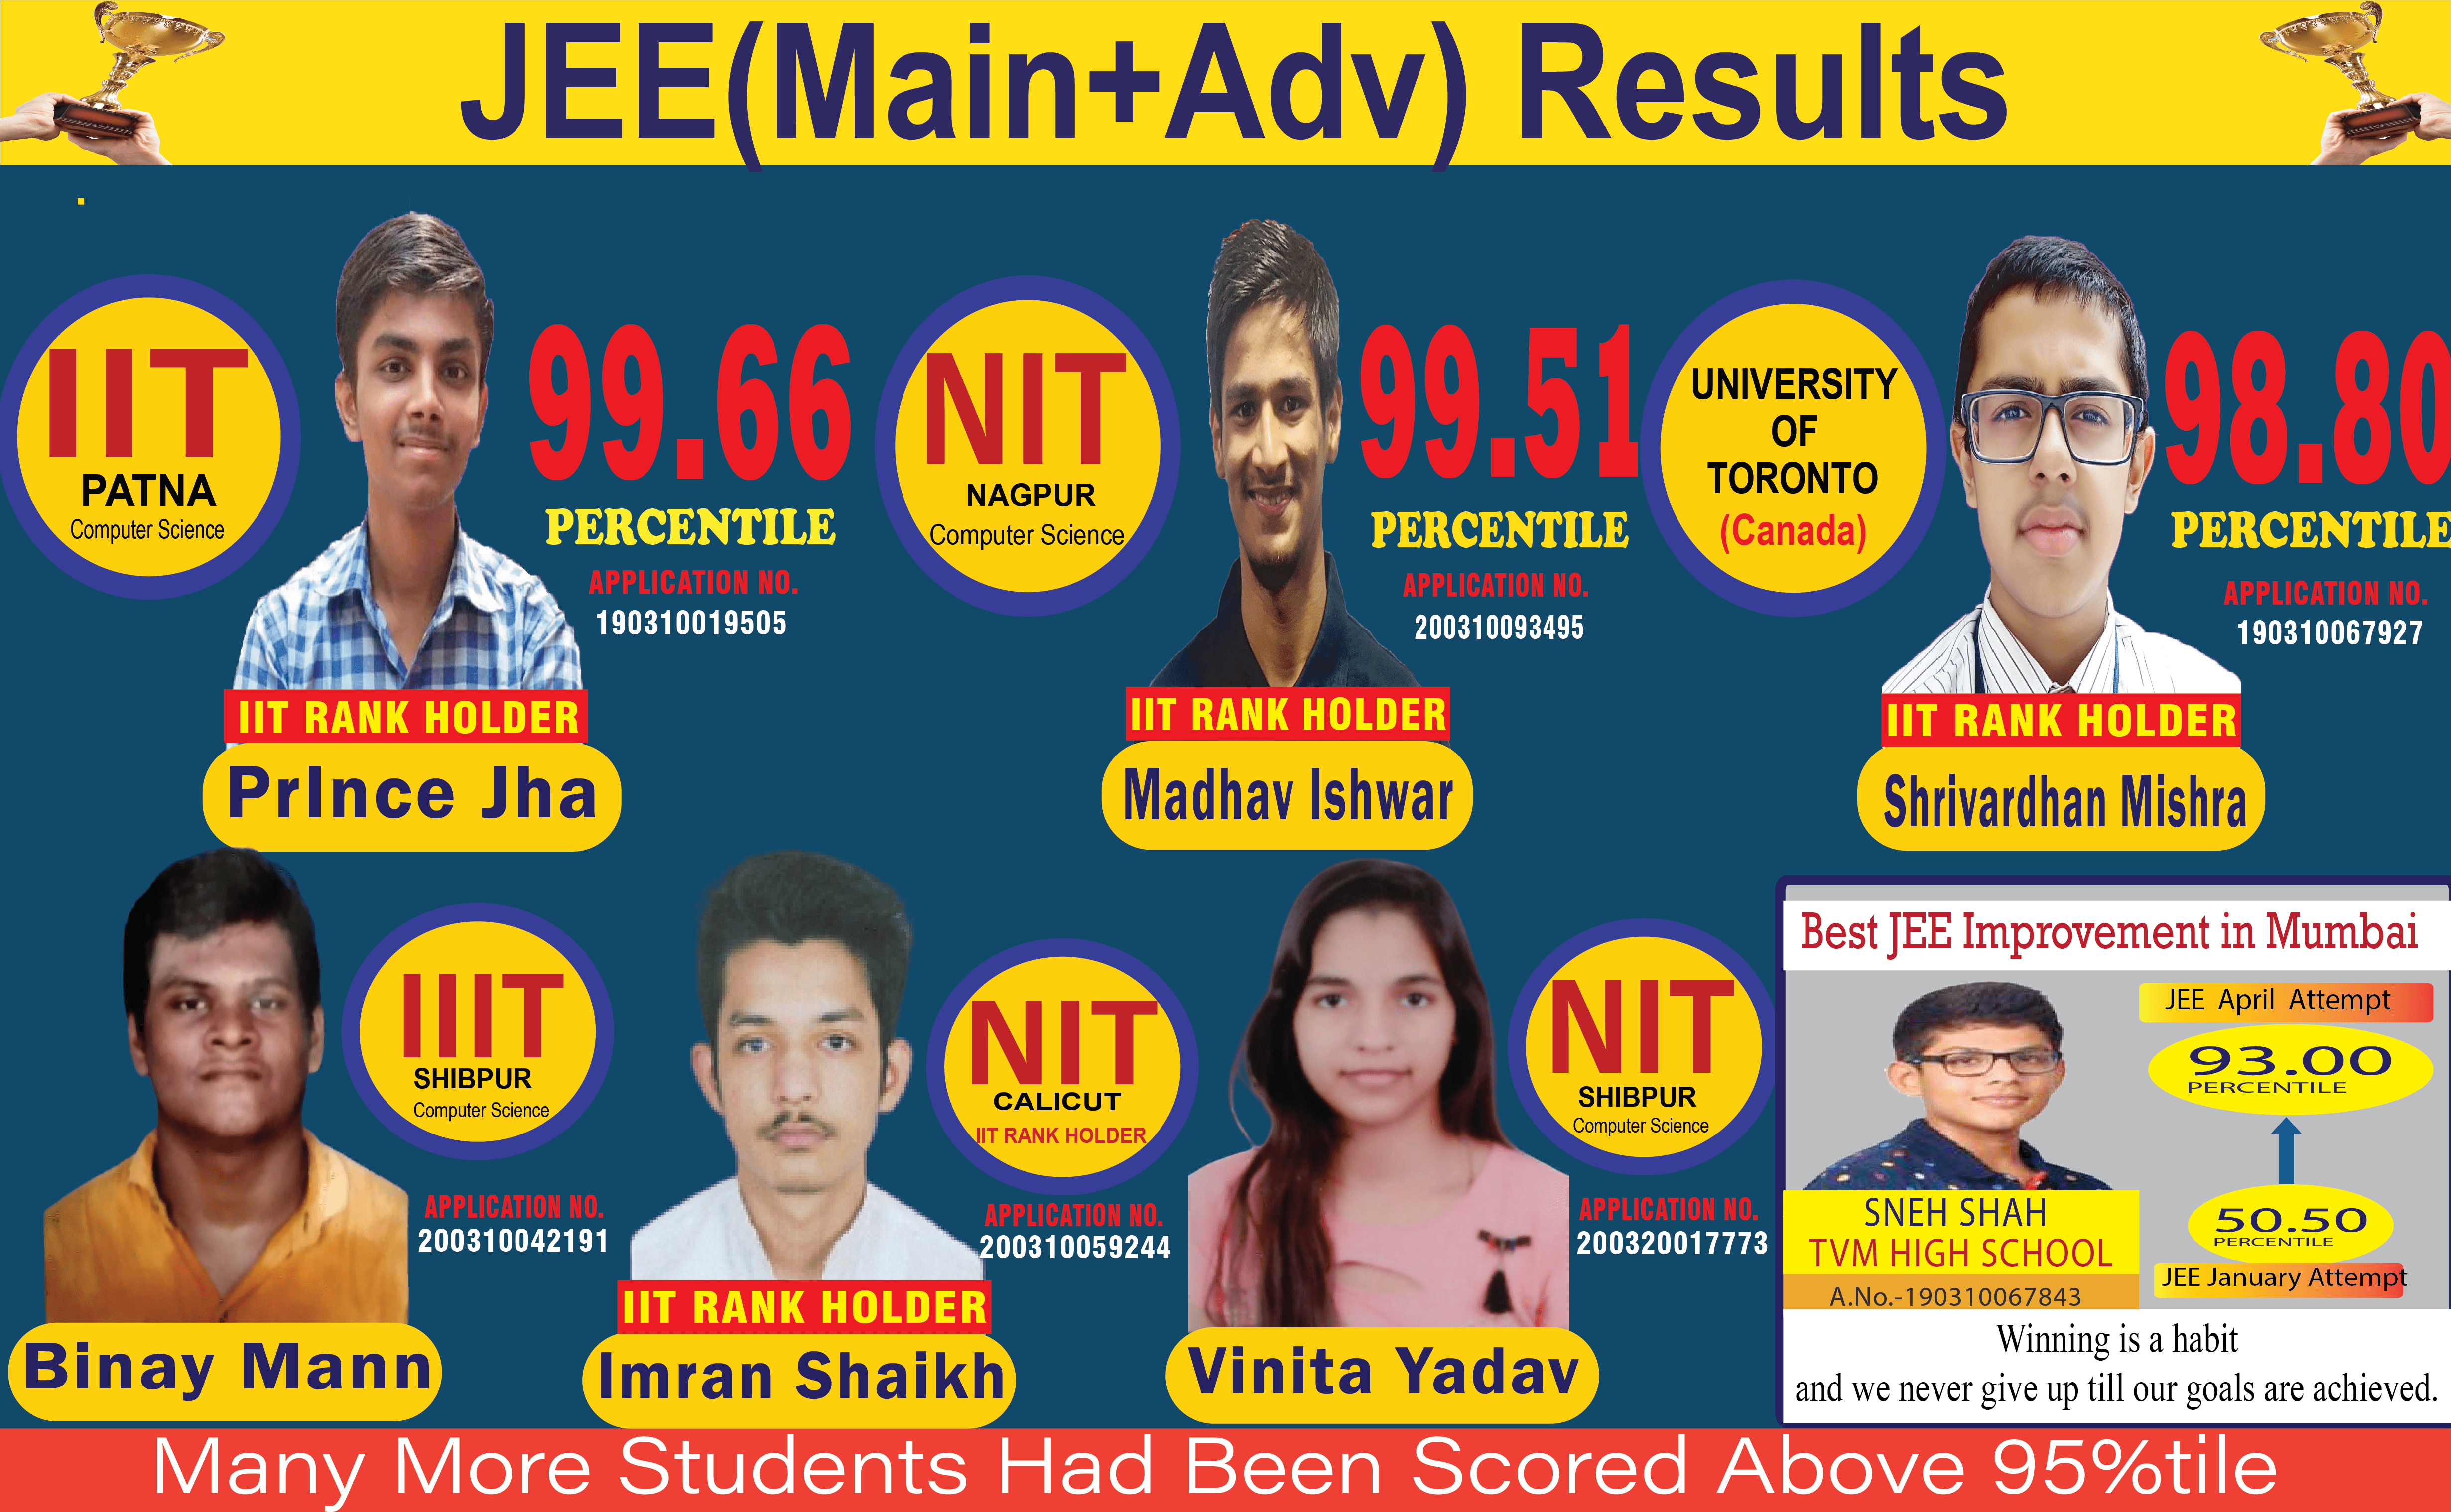 JEE(Main+Adv) Results
IIT
PATNA
Computer Science
99.66
PERCENTILE
APPLICATION NO.
190310019505
IIT RANK HOLDER
PrInce Jha
NIT
NAGPUR
Computer Science
99.51
PERCENTILE
APPLICATION NO.
200310093495
IIT RANK HOLDER
Madhav Ishwar
UNIVERSITY
OF
TORONTO
(Canada)
98.80
PERCENTILE
APPLICATION NO.
190310067927
IIT RANK HOLDER
Shrivardhan Mishra
IIIT
SHIBPUR
Computer Science
APPLICATION NO.
200310042191
Binay Mann
NIT
CALICUT
IIT RANK HOLDER
APPLICATION NO.
200310059244
IIT RANK HOLDER
Imran Shaikh
NIT
SHIBPUR
Computer Science
APPLICATION NO.
200320017773
Vinita Yadav
Best JEE Improvement in Mumbai
JEE April Attempt
93.00
PERCENTILE
50.50
PERCENTILE
JEE January Attempt
SNEH SHAH
TVM HIGH SCHOOL
A.No.-190310067843
Winning is a habit
and we never give up till our goals are achieved.
Many More Students Had Been Scored Above 95%tile